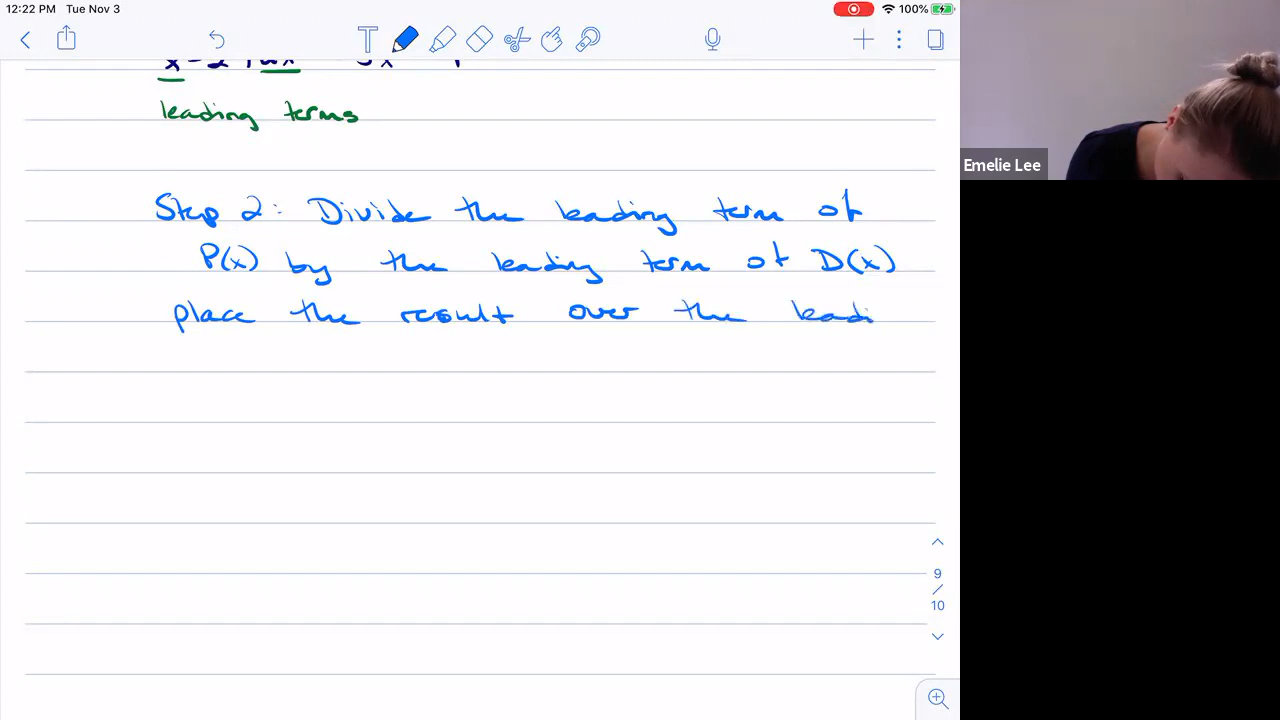 12:22 PM Tue Nov 3
100%
T
leading terms
Step 2: Divide the leading term of
P(x) by the leading term of D(x)
place the result over the leadi
9
/
10
Emelie Lee